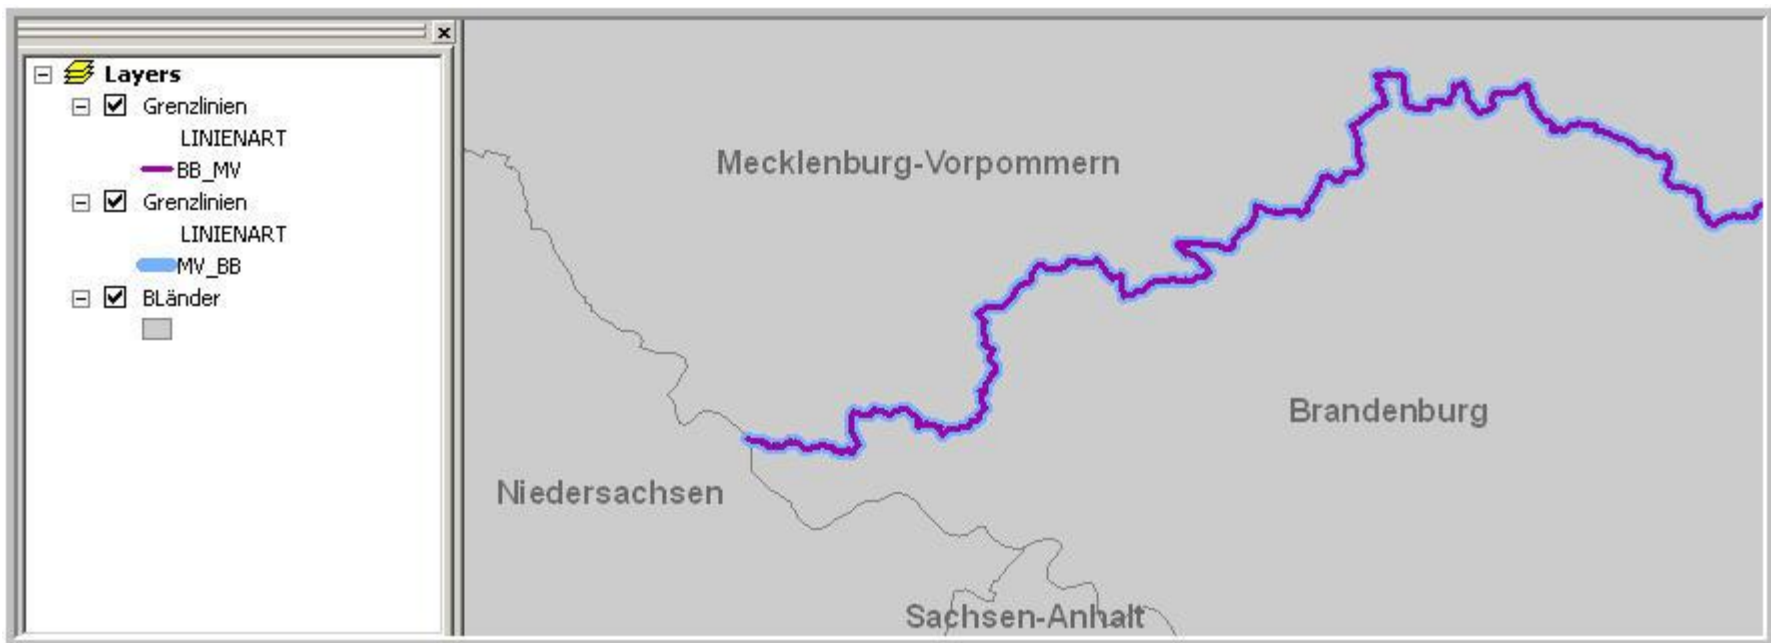 Layers
Grenzlinien
LINIENART
BB_MV
Grenzlinien
LINIENART
MV_BB
BLänder
Mecklenburg-Vorpommern
Brandenburg
Niedersachsen
Sachsen-Anhalt